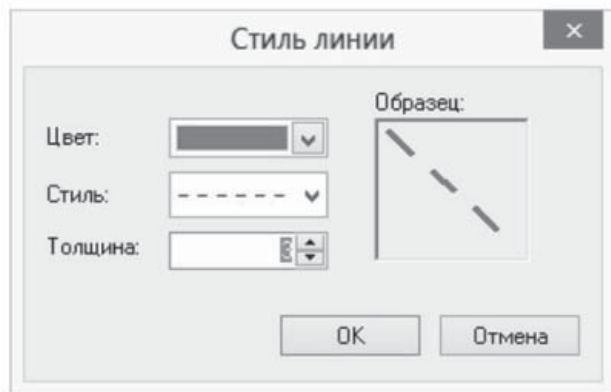 Стиль линии
Образец:
Цвет:
Стиль:
Толщина:
OK
Отмена